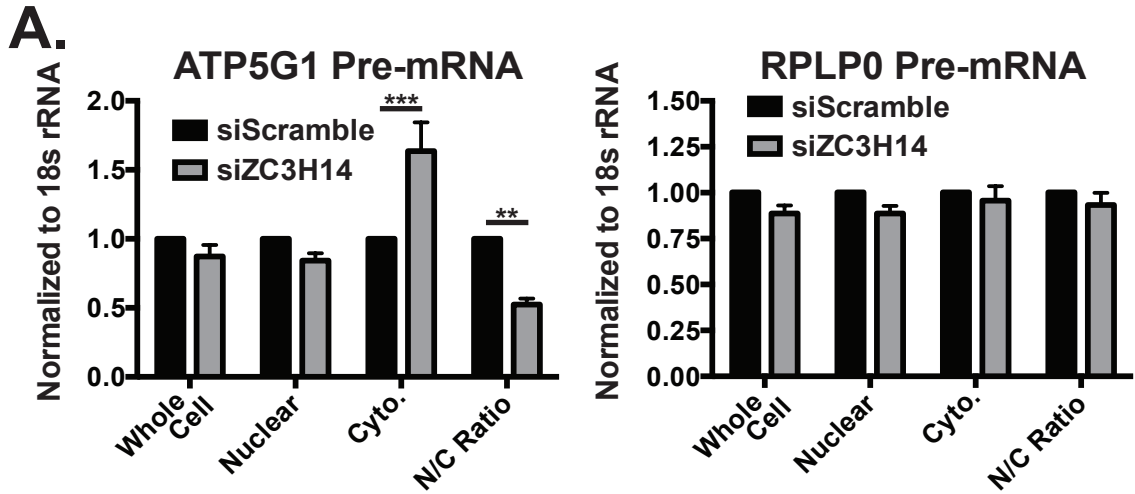 A.
ATP5G1 Pre-mRNA
Normalized to 18s rRNA
2.0
1.5
1.0
0.5
0.0
siScramble
siZC3H14
***
**
Whole
Cell
Nuclear
Cyto.
N/C Ratio
RPLP0 Pre-mRNA
Normalized to 18s rRNA
1.50
1.25
1.00
0.75
0.50
0.25
0.00
siScramble
siZC3H14
Whole
Cell
Nuclear
Cyto.
N/C Ratio